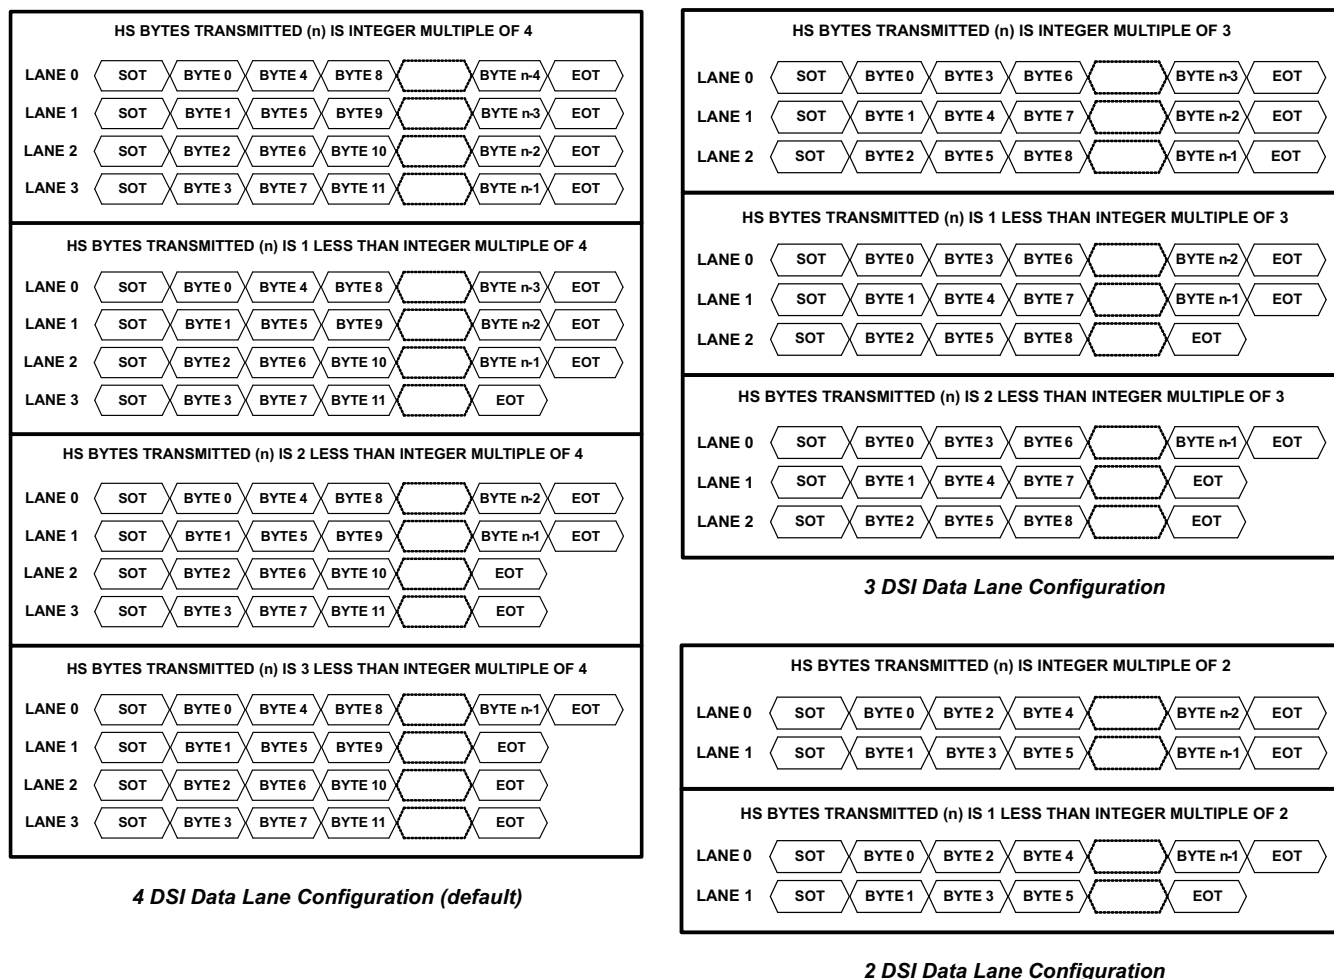 HS BYTES TRANSMITTED (n) IS INTEGER MULTIPLE OF 4
LANE 0 SOT BYTE 0 BYTE 4 BYTE 8 BYTE n-4 EOT
LANE 1 SOT BYTE 1 BYTE 5 BYTE 9 BYTE n-3 EOT
LANE 2 SOT BYTE 2 BYTE 6 BYTE 10 BYTE n-2 EOT
LANE 3 SOT BYTE 3 BYTE 7 BYTE 11 BYTE n-1 EOT
HS BYTES TRANSMITTED (n) IS 1 LESS THAN INTEGER MULTIPLE OF 4
LANE 0 SOT BYTE 0 BYTE 4 BYTE 8 BYTE n-3 EOT
LANE 1 SOT BYTE 1 BYTE 5 BYTE 9 BYTE n-2 EOT
LANE 2 SOT BYTE 2 BYTE 6 BYTE 10 BYTE n-1 EOT
LANE 3 SOT BYTE 3 BYTE 7 BYTE 11 EOT
HS BYTES TRANSMITTED (n) IS 2 LESS THAN INTEGER MULTIPLE OF 4
LANE 0 SOT BYTE 0 BYTE 4 BYTE 8 BYTE n-2 EOT
LANE 1 SOT BYTE 1 BYTE 5 BYTE 9 BYTE n-1 EOT
LANE 2 SOT BYTE 2 BYTE 6 BYTE 10 EOT
LANE 3 SOT BYTE 3 BYTE 7 BYTE 11 EOT
HS BYTES TRANSMITTED (n) IS 3 LESS THAN INTEGER MULTIPLE OF 4
LANE 0 SOT BYTE 0 BYTE 4 BYTE 8 BYTE n-1 EOT
LANE 1 SOT BYTE 1 BYTE 5 BYTE 9 EOT
LANE 2 SOT BYTE 2 BYTE 6 BYTE 10 EOT
LANE 3 SOT BYTE 3 BYTE 7 BYTE 11 EOT
4 DSI Data Lane Configuration (default)
HS BYTES TRANSMITTED (n) IS INTEGER MULTIPLE OF 3
LANE 0 SOT BYTE 0 BYTE 3 BYTE 6 BYTE n-3 EOT
LANE 1 SOT BYTE 1 BYTE 4 BYTE 7 BYTE n-2 EOT
LANE 2 SOT BYTE 2 BYTE 5 BYTE 8 BYTE n-1 EOT
HS BYTES TRANSMITTED (n) IS 1 LESS THAN INTEGER MULTIPLE OF 3
LANE 0 SOT BYTE 0 BYTE 3 BYTE 6 BYTE n-2 EOT
LANE 1 SOT BYTE 1 BYTE 4 BYTE 7 BYTE n-1 EOT
LANE 2 SOT BYTE 2 BYTE 5 BYTE 8 EOT
HS BYTES TRANSMITTED (n) IS 2 LESS THAN INTEGER MULTIPLE OF 3
LANE 0 SOT BYTE 0 BYTE 3 BYTE 6 BYTE n-1 EOT
LANE 1 SOT BYTE 1 BYTE 4 BYTE 7 EOT
LANE 2 SOT BYTE 2 BYTE 5 BYTE 8 EOT
3 DSI Data Lane Configuration
HS BYTES TRANSMITTED (n) IS INTEGER MULTIPLE OF 2
LANE 0 SOT BYTE 0 BYTE 2 BYTE 4 BYTE n-2 EOT
LANE 1 SOT BYTE 1 BYTE 3 BYTE 5 BYTE n-1 EOT
HS BYTES TRANSMITTED (n) IS 1 LESS THAN INTEGER MULTIPLE OF 2
LANE 0 SOT BYTE 0 BYTE 2 BYTE 4 BYTE n-1 EOT
LANE 1 SOT BYTE 1 BYTE 3 BYTE 5 EOT
2 DSI Data Lane Configuration